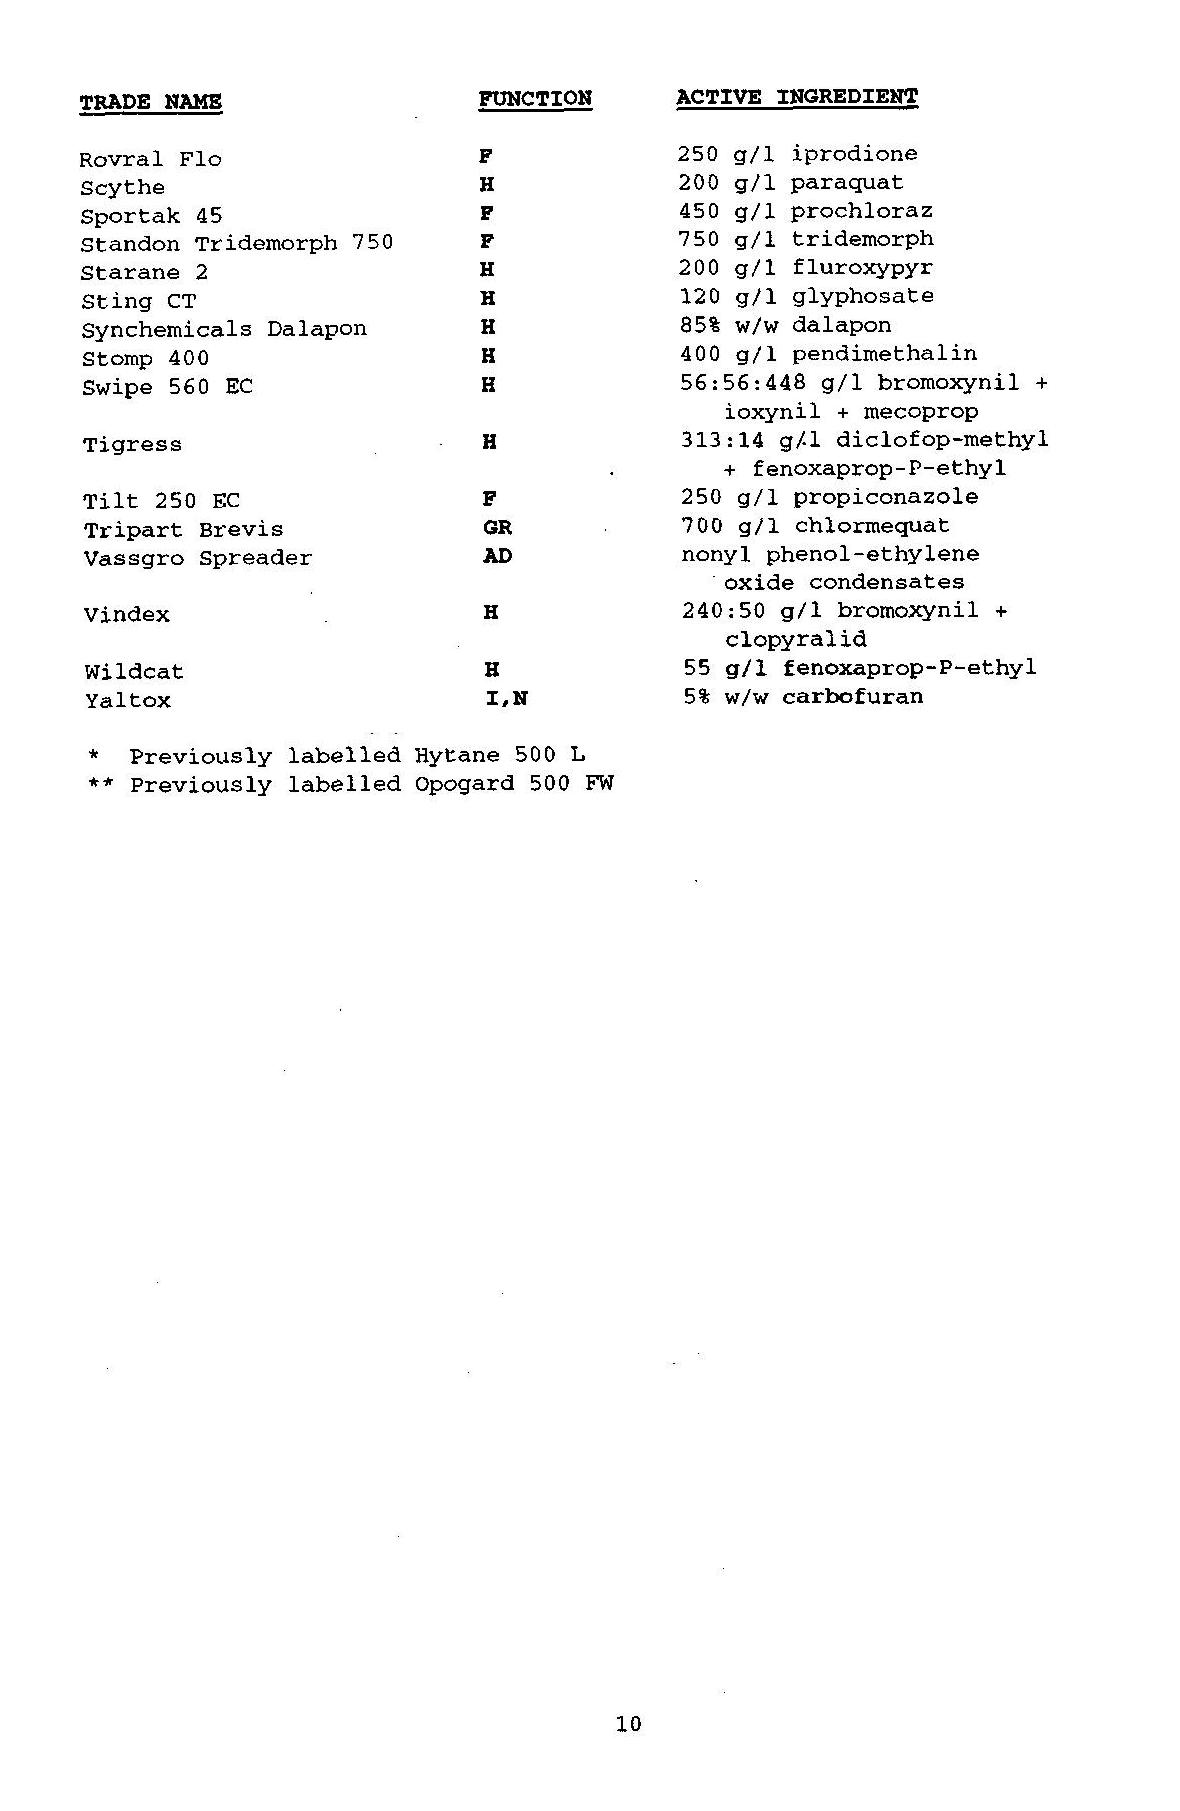 TRADE NAME FUNCTION ACTIVE INGREDIENT
Rovral Flo F 250 g/l iprodione
Scythe H 200 g/l paraquat
Sportak 45 F 450 g/l prochloraz
Standon Tridemorph 750 F 750 g/l tridemorph
Starane 2 H 200 g/l fluroxypyr
Sting CT H 120 g/l glyphosate
Synchemicals Dalapon H 85% w/w dalapon
Stomp 400 H 400 g/l pendimethalin
Swipe 560 EC H 56:56:448 g/l bromoxynil +
ioxynil + mecoprop
Tigress H 313:14 g/l diclofop-methyl
+ fenoxaprop-P-ethyl
Tilt 250 EC F 250 g/l propiconazole
Tripart Brevis GR 700 g/l chlormequat
Vassgro Spreader AD nonyl phenol-ethylene
oxide condensates
Vindex H 240:50 g/l bromoxynil +
clopyralid
Wildcat H 55 g/l fenoxaprop-P-ethyl
Yaltox I,N 5% w/w carbofuran
* Previously labelled Hytane 500 L
** Previously labelled Opogard 500 FW
10